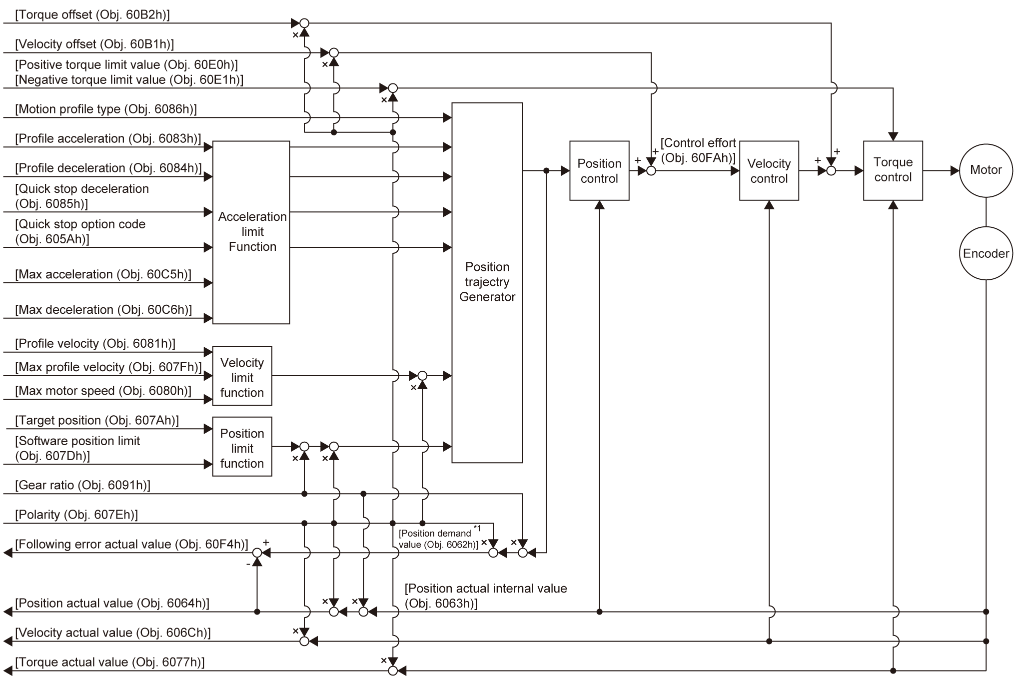 [Torque offset (Obj. 60B2h)]
×
[Velocity offset (Obj. 60B1h)]
×
[Positive torque limit value (Obj. 60E0h)]
[Negative torque limit value (Obj. 60E1h)]
×
[Motion profile type (Obj. 6086h)]
[Profile acceleration (Obj. 6083h)]
[Profile deceleration (Obj. 6084h)]
[Quick stop deceleration
(Obj. 6085h)]
[Quick stop option code
(Obj. 605Ah)]
[Max acceleration (Obj. 60C5h)]
[Max deceleration (Obj. 60C6h)]
Acceleration
limit
Function
Position
trajectry
Generator
Position
control
+
+
[Control effort
(Obj. 60FAh)]
Velocity
control
+
+
Torque
control
Motor
Encoder
[Profile velocity (Obj. 6081h)]
[Max profile velocity (Obj. 607Fh)]
[Max motor speed (Obj. 6080h)]
Velocity
limit
function
×
[Target position (Obj. 607Ah)]
[Software position limit
(Obj. 607Dh)]
Position
limit
function
×
×
[Gear ratio (Obj. 6091h)]
[Polarity (Obj. 607Eh)]
[Following error actual value (Obj. 60F4h)]
+
-
[Position demand *1
value (Obj. 6062h)]
×
×
[Position actual value (Obj. 6064h)]
×
×
[Position actual internal value
(Obj. 6063h)]
[Velocity actual value (Obj. 606Ch)]
×
[Torque actual value (Obj. 6077h)]
×